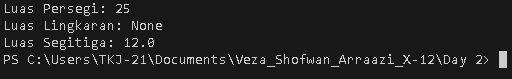 Luas Persegi: 25
Luas Lingkaran: None
Luas Segitiga: 12.0
PS C:\Users\TKJ-21\Documents\Veza_Shofwan_Arraazi_X-12\Day 2>